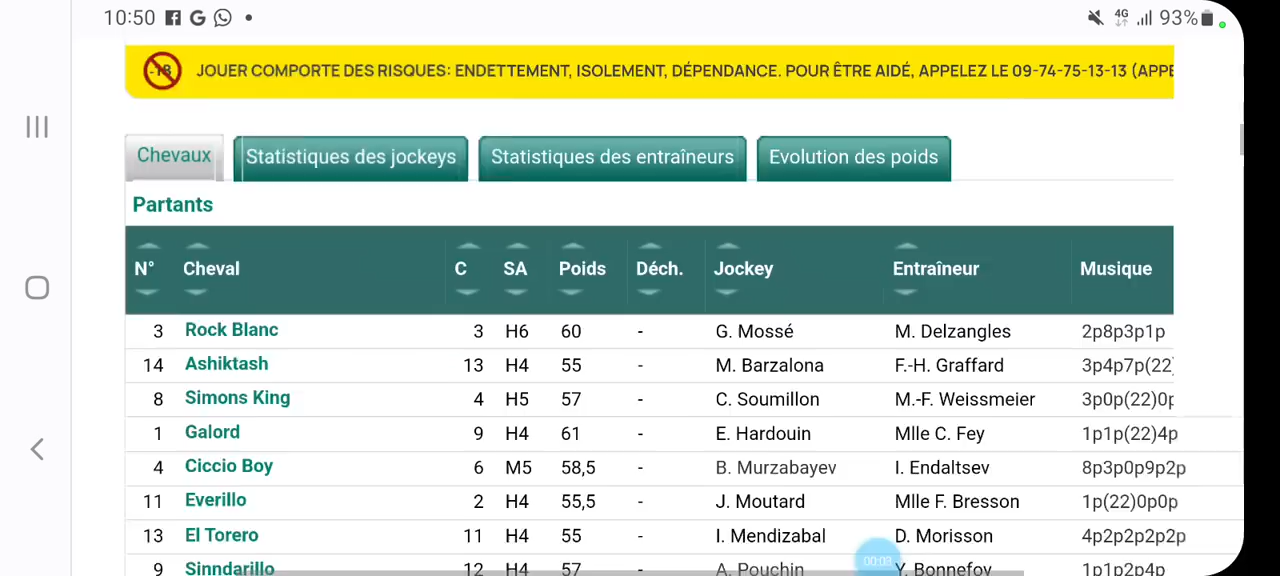 10:50 4G 93%
-18 JOUER COMPORTE DES RISQUES: ENDETTEMENT, ISOLEMENT, DÉPENDANCE. POUR ÊTRE AIDÉ, APPELEZ LE 09-74-75-13-13 (APPE
Chevaux Statistiques des jockeys Statistiques des entraîneurs Evolution des poids
Partants
N° Cheval C SA Poids Déch. Jockey Entraîneur Musique
3 Rock Blanc 3 H6 60 - G. Mossé M. Delzangles 2p8p3p1p
14 Ashiktash 13 H4 55 - M. Barzalona F.-H. Graffard 3p4p7p(22)
8 Simons King 4 H5 57 - C. Soumillon M.-F. Weissmeier 3p0p(22)0p
1 Galord 9 H4 61 - E. Hardouin Mlle C. Fey 1p1p(22)4p
4 Ciccio Boy 6 M5 58,5 - B. Murzabayev I. Endaltsev 8p3p0p9p2p
11 Everillo 2 H4 55,5 - J. Moutard Mlle F. Bresson 1p(22)0p0p
13 El Torero 11 H4 55 - I. Mendizabal D. Morisson 4p2p2p2p2p
9 Sinndarillo 12 H4 57 - A. Pouchin Y. Bonnefoy 1p1p2p4p
00:03